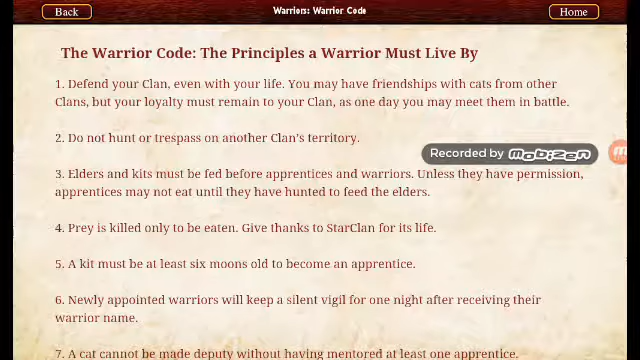 Back
Warriors: Warrior Code
Home
The Warrior Code: The Principles a Warrior Must Live By
1. Defend your Clan, even with your life. You may have friendships with cats from other
Clans, but your loyalty must remain to your Clan, as one day you may meet them in battle.
2. Do not hunt or trespass on another Clan's territory.
Recorded by mobizen
3. Elders and kits must be fed before apprentices and warriors. Unless they have permission,
apprentices may not eat until they have hunted to feed the elders.
4. Prey is killed only to be eaten. Give thanks to StarClan for its life.
5. A kit must be at least six moons old to become an apprentice.
6. Newly appointed warriors will keep a silent vigil for one night after receiving their
warrior name.
7. A cat cannot be made deputy without having mentored at least one apprentice.